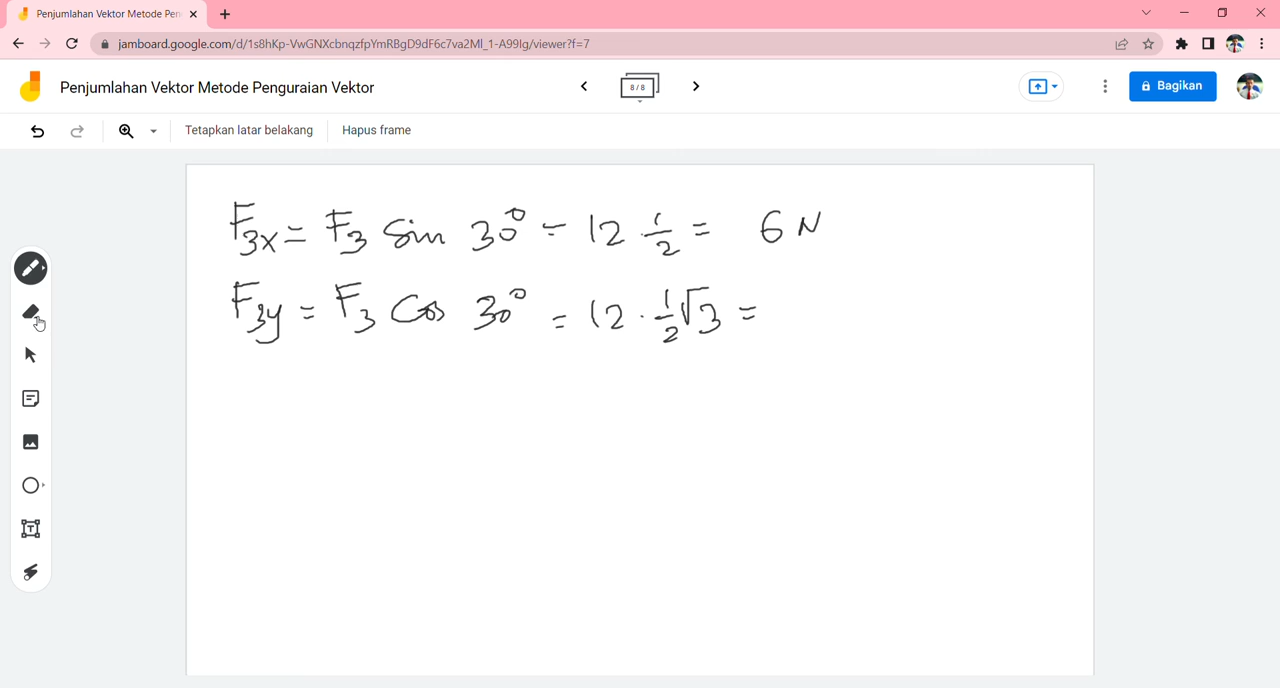 Penjumlahan Vektor Metode Pen
jamboard.google.com/d/1s8hKp-VwGNXcbnqzfpYmRBgD9dF6c7va2Ml_1-A99Ig/viewer?f=7
Penjumlahan Vektor Metode Penguraian Vektor
8 / 8
Bagikan
Tetapkan latar belakang
Hapus frame
F3x = F3 Sin 30° = 12 . 1/2 = 6 N
F3y = F3 Cos 30° = 12 . 1/2 √3 =